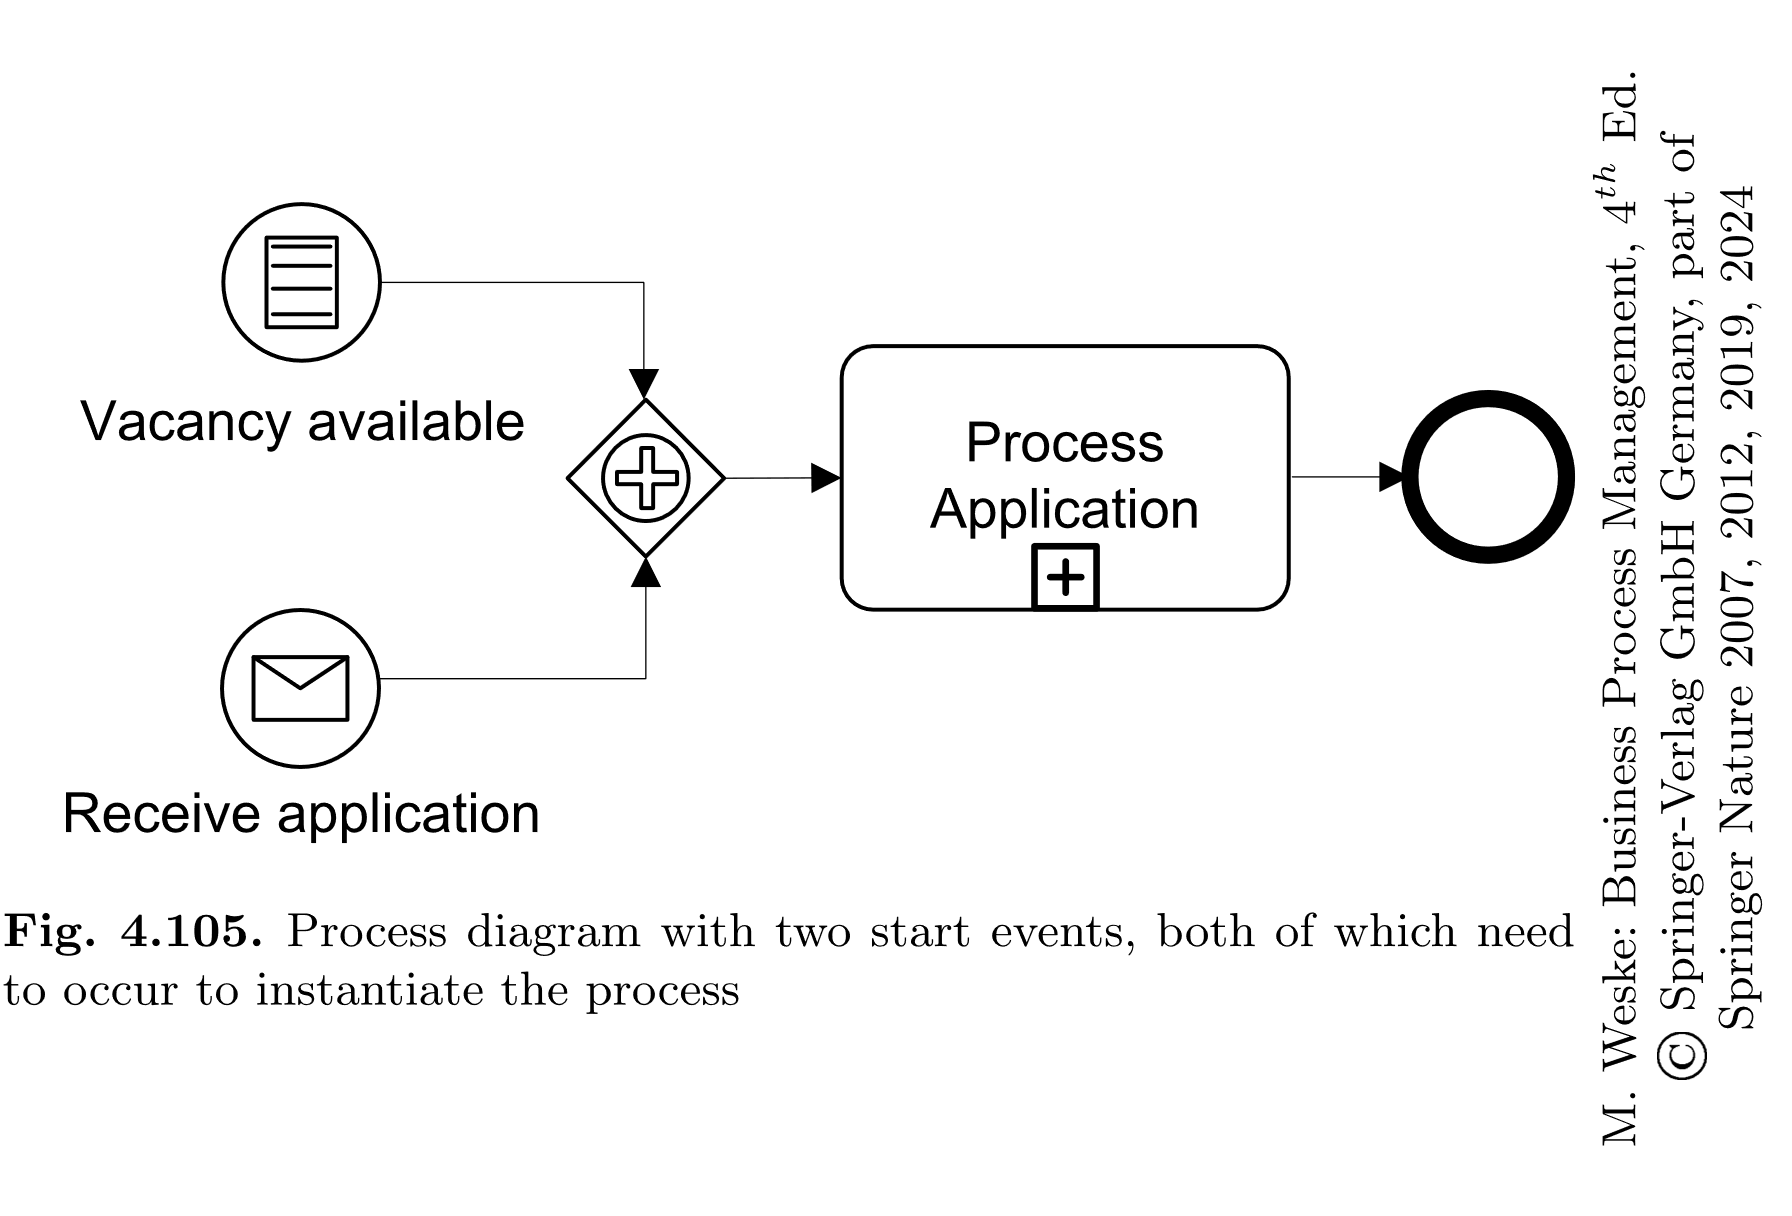 Vacancy available
Receive application
Process
Application
Fig. 4.105. Process diagram with two start events, both of which need
to occur to instantiate the process
M. Weske: Business Process Management, 4th Ed.
© Springer-Verlag GmbH Germany, part of
Springer Nature 2007, 2012, 2019, 2024